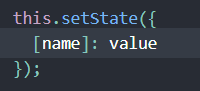 this.setState({
  [name]: value
});